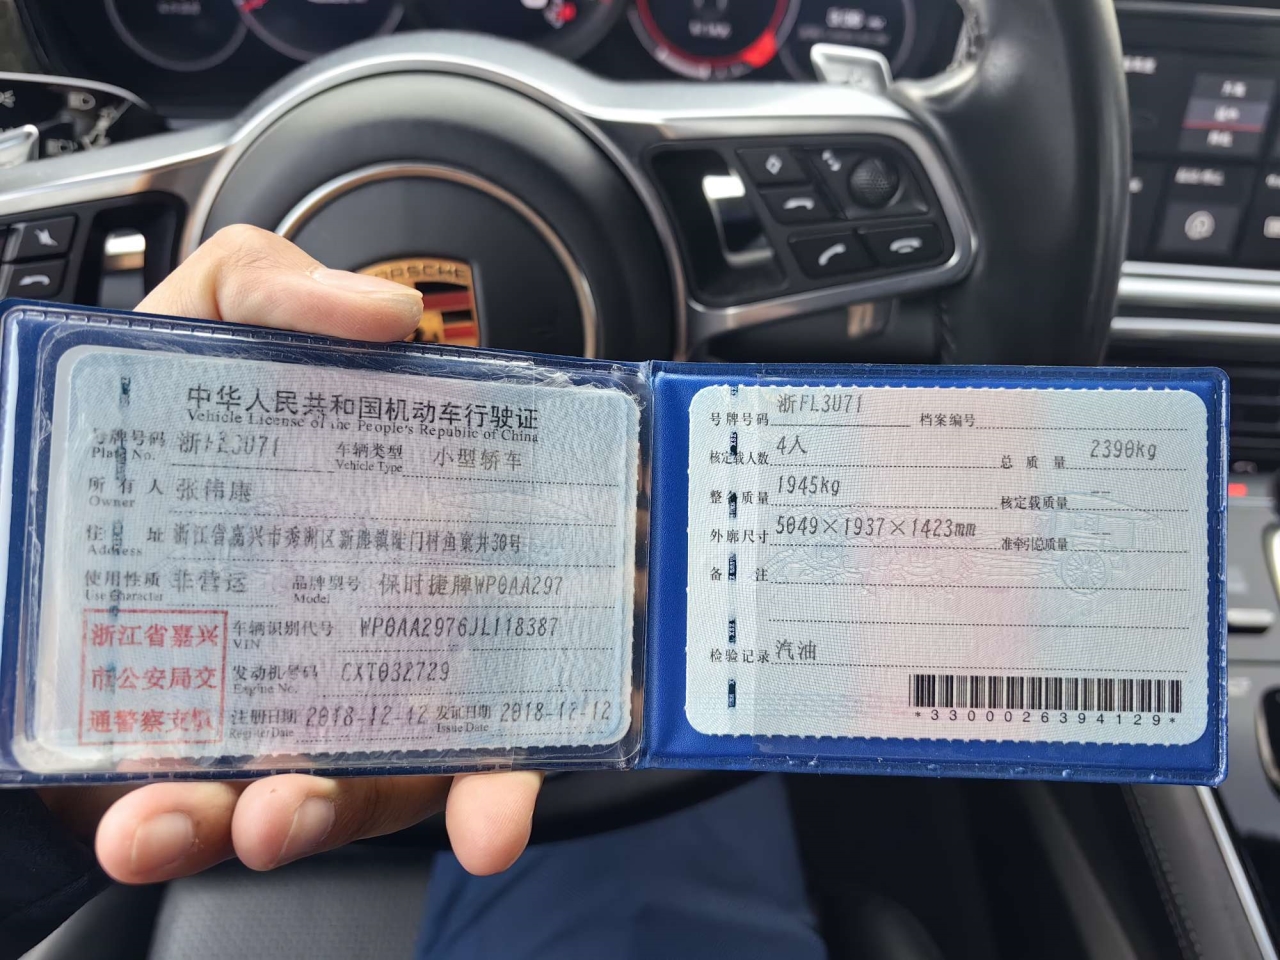 PORSCHE
中华人民共和国机动车行驶证
Vehicle License of the People's Republic of China
号牌号码 浙FL3U71 车辆类型 小型轿车
Plate No. Vehicle Type
所有人 张伟康
Owner
住址 浙江省嘉兴市秀洲区新塍镇 门村鱼 井30号
Address
使用性质 非营运 品牌型号 保时捷牌WP0AA297
Use Character Model
车辆识别代号 WP0AA2976JL118387
VIN
发动机号码 CXT032729
Engine No.
注册日期 2018-12-12 发证日期 2018-12-12
Register Date Issue Date
浙江省嘉兴
市公安局交
通警察支队
号牌号码 浙FL3U71 档案编号
核定载人数 4人 总质量 2390kg
整备质量 1945kg 核定载质量 --
外廓尺寸 5049×1937×1423mm 准牵引总质量 --
备注
检验记录 汽油
*3300026394129*